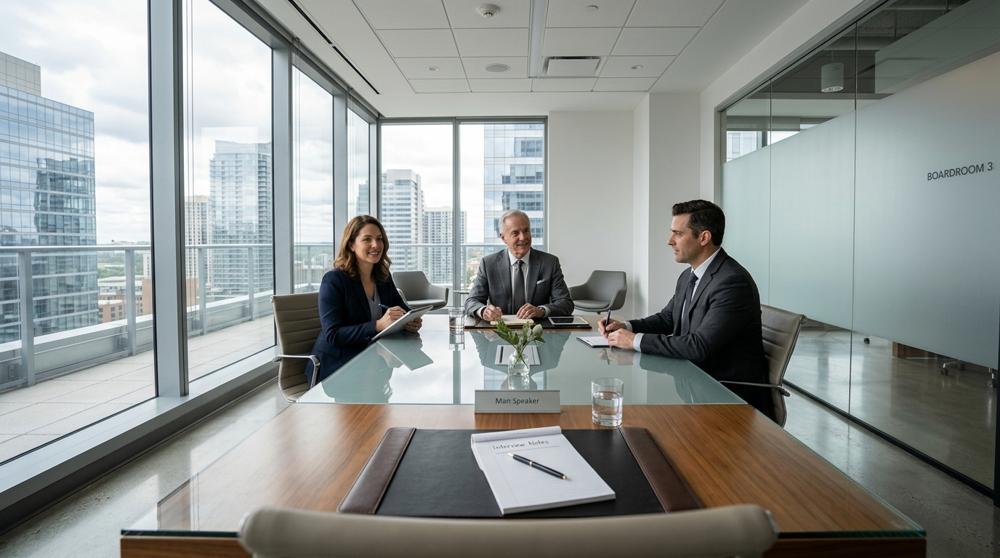 BOARDROOM 3
Man Speaker
Interview Notes